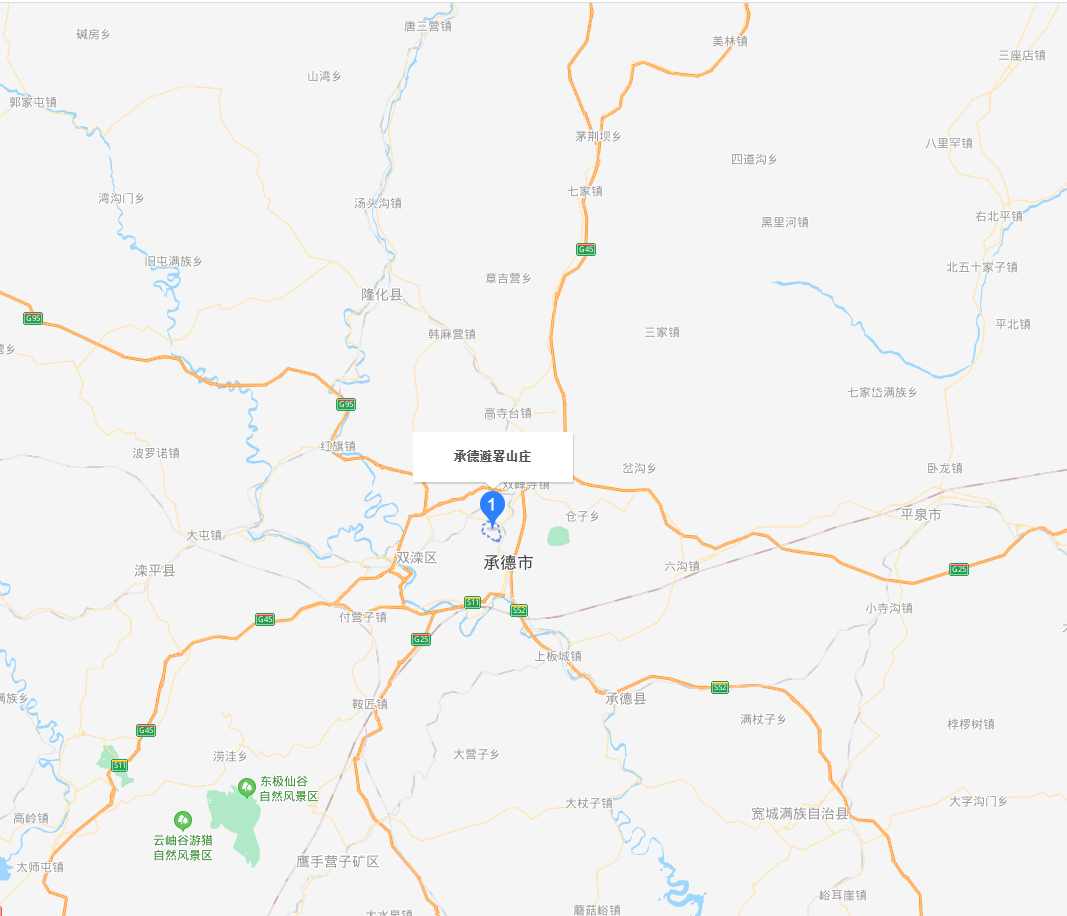 唐三营镇
碱房乡
美林镇
三座店镇
山湾乡
郭家屯镇
茅荆坝乡
八里罕镇
四道沟乡
七家镇
湾沟门乡
汤头沟镇
右北平镇
黑里河镇
G45
旧屯满族乡
北五十家子镇
章吉营乡
隆化县
G95
平北镇
韩麻营镇
三家镇
营乡
七家岱满族乡
G95
高寺台镇
红旗镇
波罗诺镇
承德避暑山庄
岔沟乡
卧龙镇
双峰寺镇
1
仓子乡
平泉市
大屯镇
双滦区
承德市
六沟镇
滦平县
G25
S11
S52
小寺沟镇
G45
付营子镇
G25
上板城镇
S52
满族乡
承德县
鞍匠镇
满杖子乡
桲椤树镇
G45
涝洼乡
大营子乡
S11
东极仙谷
自然风景区
大杖子镇
大字沟门乡
高岭镇
宽城满族自治县
云岫谷游猎
自然风景区
鹰手营子矿区
太师屯镇
峪耳崖镇
蘑菇峪镇
大水泉镇